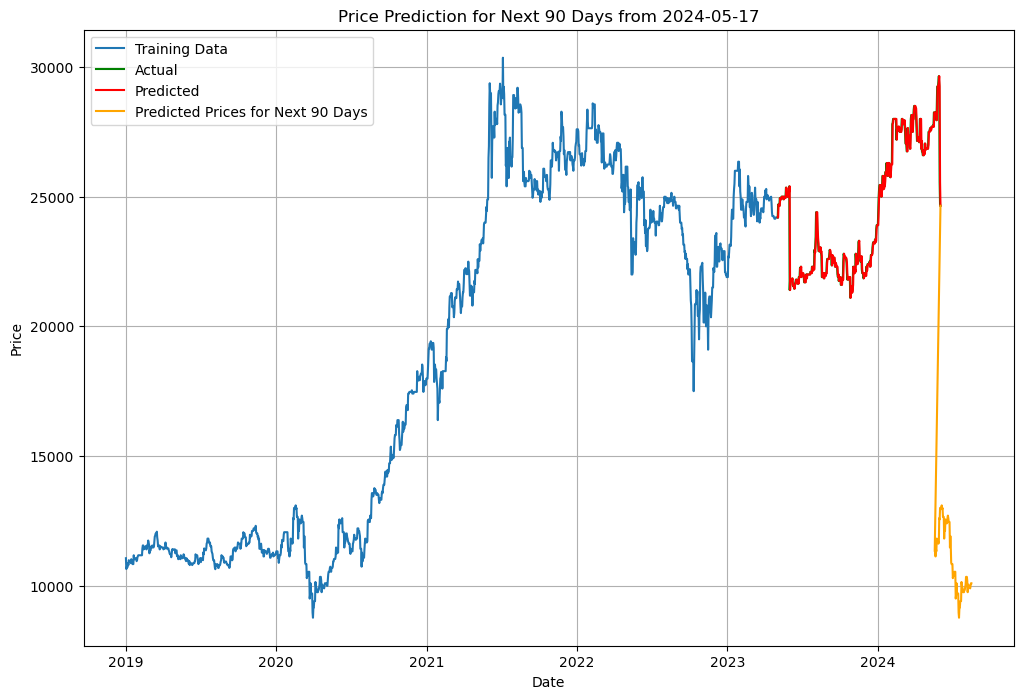 Price Prediction for Next 90 Days from 2024-05-17
Training Data
Actual
Predicted
Predicted Prices for Next 90 Days
Price
30000
25000
20000
15000
10000
2019
2020
2021
2022
2023
2024
Date